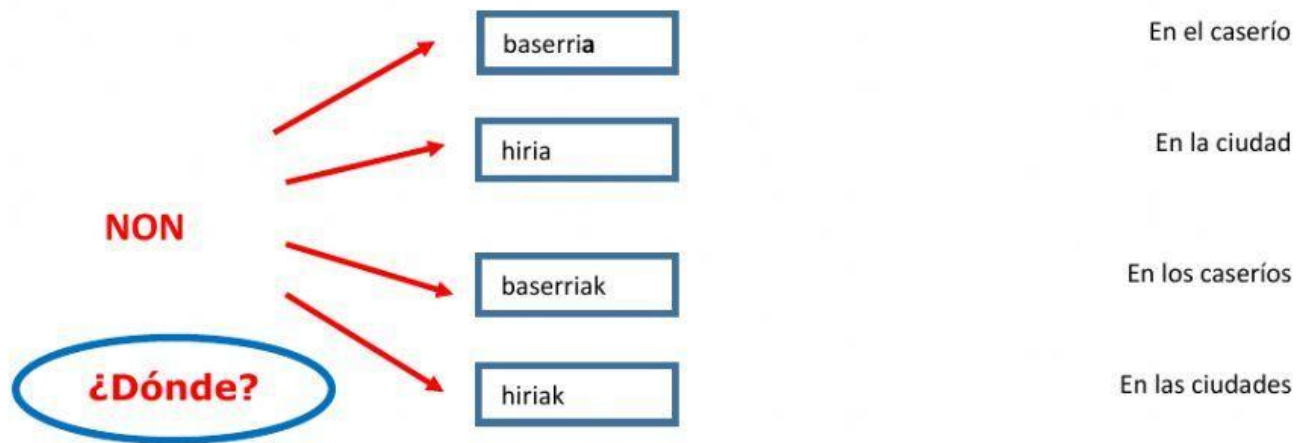 baserria
En el caserío
hiria
En la ciudad
NON
baserriak
En los caseríos
¿Dónde?
hiriak
En las ciudades